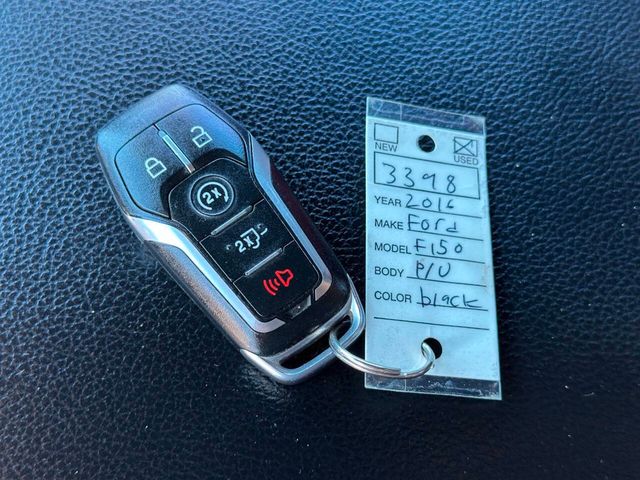 2x
2x
NEW USED
3398
YEAR 2016
MAKE Ford
MODEL F150
BODY P/U
COLOR black